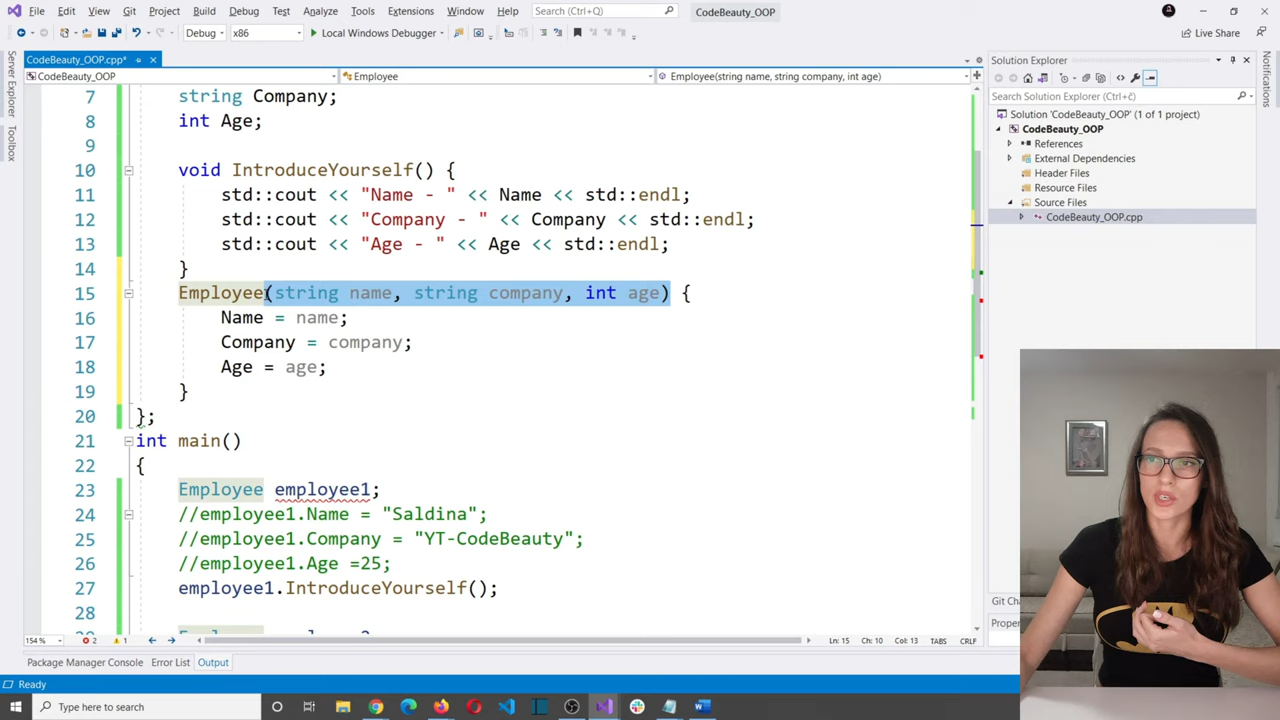 File Edit View Git Project Build Debug Test Analyze Tools Extensions Window Help Search (Ctrl+Q) CodeBeauty_OOP
Debug x86 Local Windows Debugger Live Share
CodeBeauty_OOP.cpp*
CodeBeauty_OOP Employee Employee(string name, string company, int age)
Server Explorer
Toolbox
7 string Company;
8 int Age;
9
10 void IntroduceYourself() {
11 std::cout << "Name - " << Name << std::endl;
12 std::cout << "Company - " << Company << std::endl;
13 std::cout << "Age - " << Age << std::endl;
14 }
15 Employee(string name, string company, int age) {
16 Name = name;
17 Company = company;
18 Age = age;
19 }
20 };
21 int main()
22 {
23 Employee employee1;
24 //employee1.Name = "Saldina";
25 //employee1.Company = "YT-CodeBeauty";
26 //employee1.Age =25;
27 employee1.IntroduceYourself();
28
154 % 2 1 Ln: 15 Ch: 10 Col: 13 TABS CRLF
Solution Explorer
Search Solution Explorer (Ctrl+č)
Solution 'CodeBeauty_OOP' (1 of 1 project)
CodeBeauty_OOP
References
External Dependencies
Header Files
Resource Files
Source Files
CodeBeauty_OOP.cpp
Notifications
Package Manager Console Error List Output
Ready
Type here to search